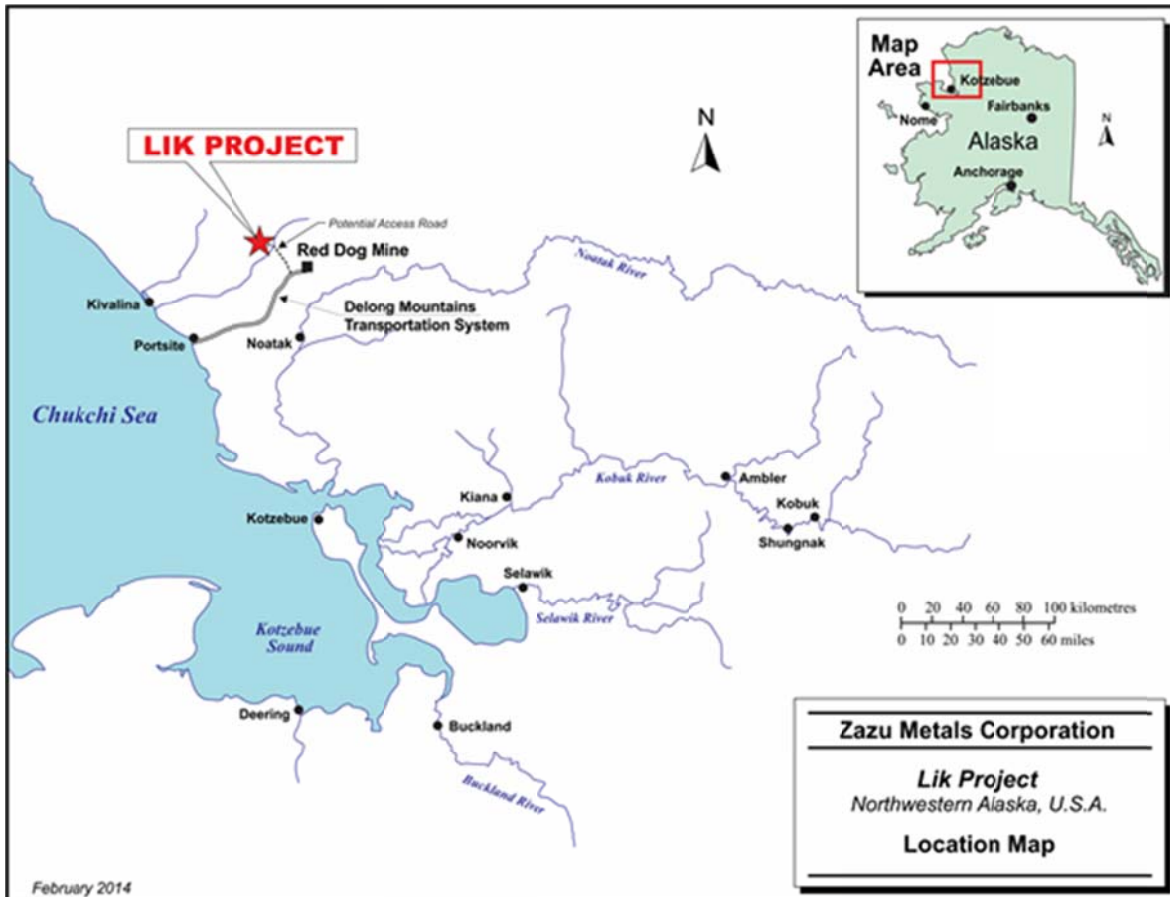 Map
Area
Kotzebue
Nome
Fairbanks
Alaska
N
Anchorage
N
LIK PROJECT
Potential Access Road
Red Dog Mine
Noatak River
Kivalina
Delong Mountains
Transportation System
Portsite
Noatak
Chukchi Sea
Kobuk River
Ambler
Kiana
Kobuk
Kotzebue
Noorvik
Shungnak
Selawik
Selawik River
0 20 40 60 80 100 kilometres
0 10 20 30 40 50 60 miles
Kotzebue
Sound
Deering
Buckland
Buckland River
Zazu Metals Corporation
Lik Project
Northwestern Alaska, U.S.A.
Location Map
February 2014